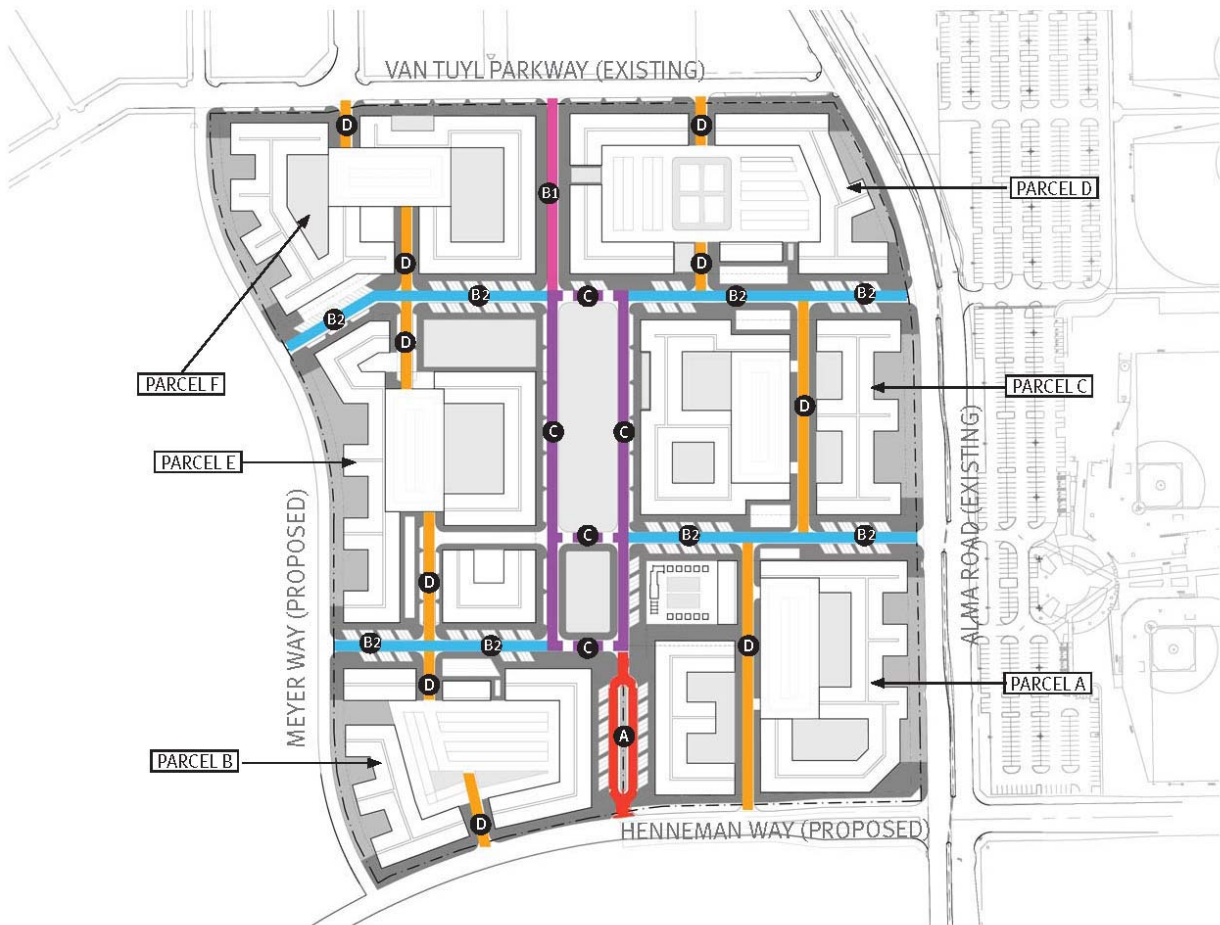 VAN TUYL PARKWAY (EXISTING)
D
D
B1
PARCEL D
D
D
B2
C
B2
B2
B2
D
PARCEL F
PARCEL C
D
C
C
PARCEL E
ALMA ROAD (EXISTING)
MEYER WAY (PROPOSED)
B2
C
B2
D
B2
B2
C
D
D
PARCEL A
A
PARCEL B
D
HENNEMAN WAY (PROPOSED)